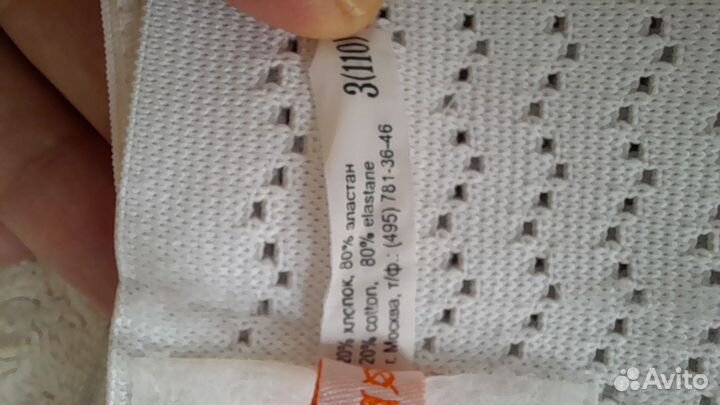 3(110)
20% хлопок, 80% эластан
20% cotton, 80% elastane
г. Москва, т/ф.: (495) 781-36-46
Avito